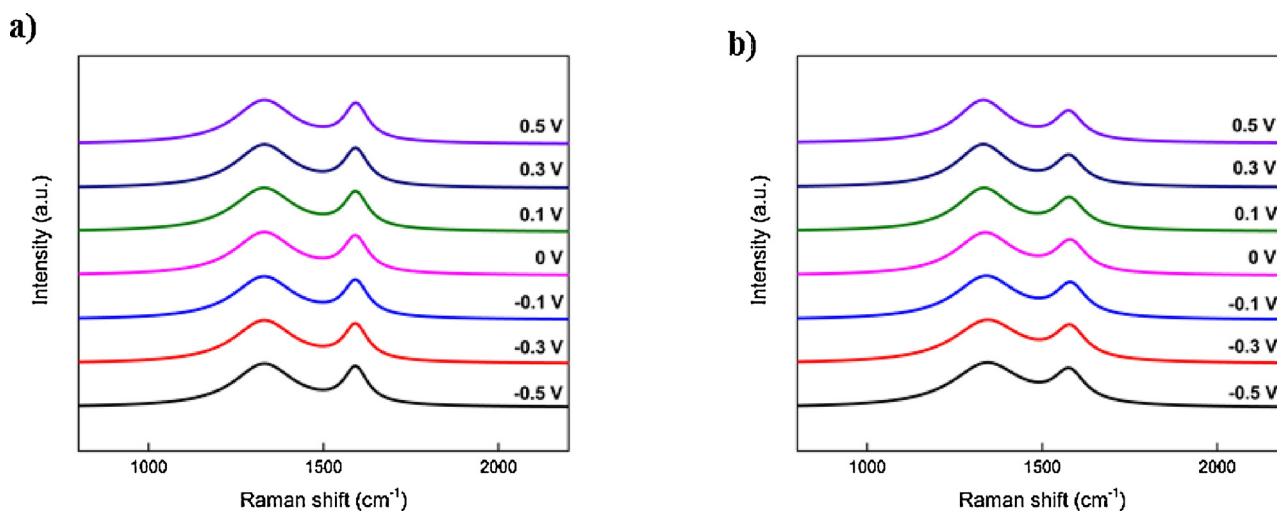 a)
0.5 V
0.3 V
0.1 V
0 V
-0.1 V
-0.3 V
-0.5 V
Intensity (a.u.)
1000 1500 2000
Raman shift (cm⁻¹)
b)
0.5 V
0.3 V
0.1 V
0 V
-0.1 V
-0.3 V
-0.5 V
Intensity (a.u.)
1000 1500 2000
Raman shift (cm⁻¹)